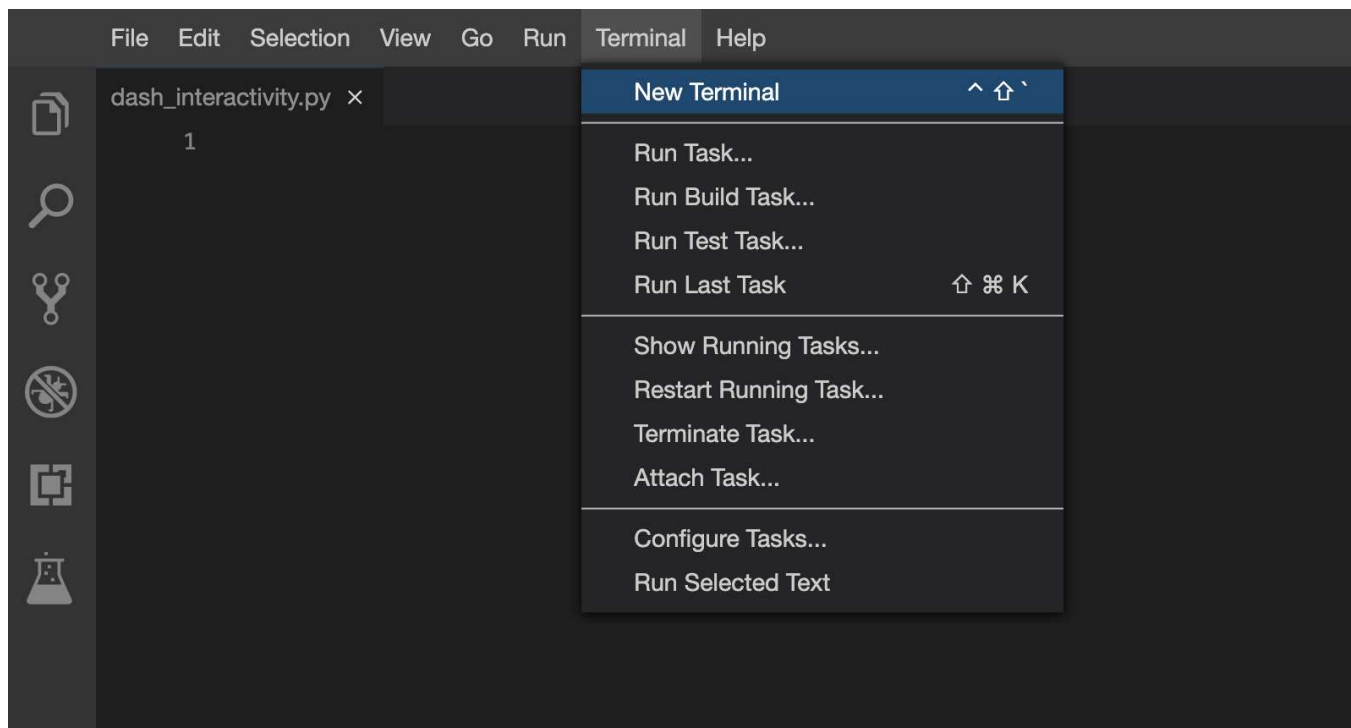 File Edit Selection View Go Run Terminal Help
dash_interactivity.py ×
1
New Terminal ^ ⇧ `
Run Task...
Run Build Task...
Run Test Task...
Run Last Task ⇧ ⌘ K
Show Running Tasks...
Restart Running Task...
Terminate Task...
Attach Task...
Configure Tasks...
Run Selected Text